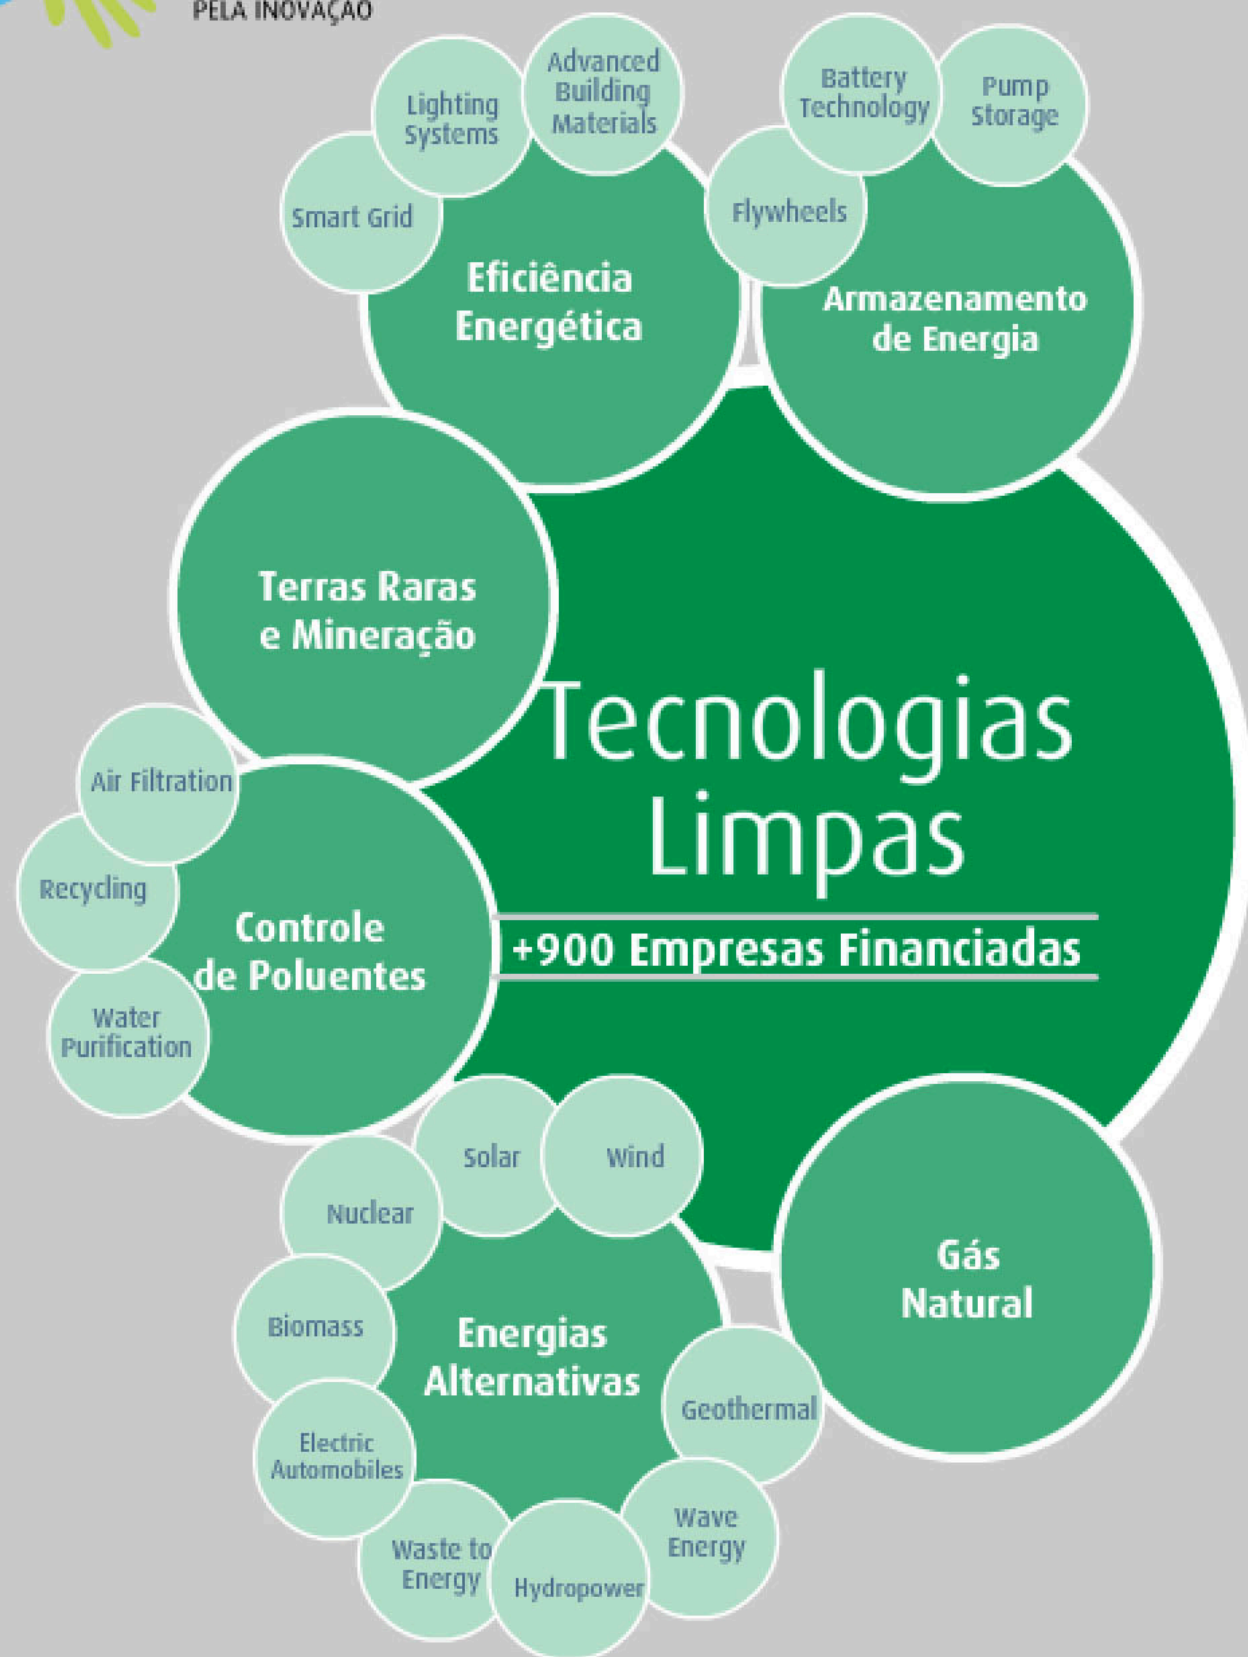 PELA INOVAÇÃO
Lighting
Systems
Advanced
Building
Materials
Smart Grid
Eficiência
Energética
Battery
Technology
Pump
Storage
Flywheels
Armazenamento
de Energia
Terras Raras
e Mineração
Tecnologias
Limpas
+900 Empresas Financiadas
Air Filtration
Recycling
Water
Purification
Controle
de Poluentes
Solar
Wind
Nuclear
Biomass
Electric
Automobiles
Waste to
Energy
Hydropower
Wave
Energy
Geothermal
Energias
Alternativas
Gás
Natural